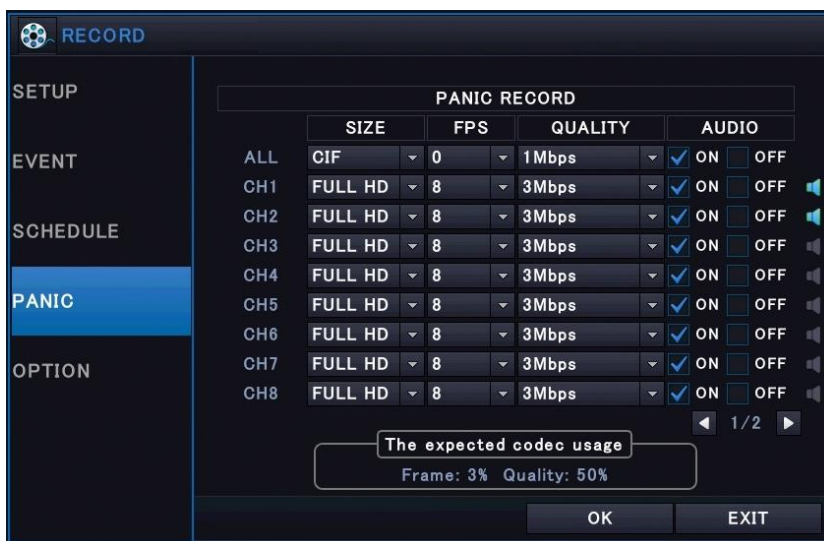 RECORD
SETUP
EVENT
SCHEDULE
PANIC
OPTION
PANIC RECORD
SIZE FPS QUALITY AUDIO
ALL CIF 0 1Mbps ON OFF
CH1 FULL HD 8 3Mbps ON OFF
CH2 FULL HD 8 3Mbps ON OFF
CH3 FULL HD 8 3Mbps ON OFF
CH4 FULL HD 8 3Mbps ON OFF
CH5 FULL HD 8 3Mbps ON OFF
CH6 FULL HD 8 3Mbps ON OFF
CH7 FULL HD 8 3Mbps ON OFF
CH8 FULL HD 8 3Mbps ON OFF
1/2
The expected codec usage
Frame: 3% Quality: 50%
OK EXIT